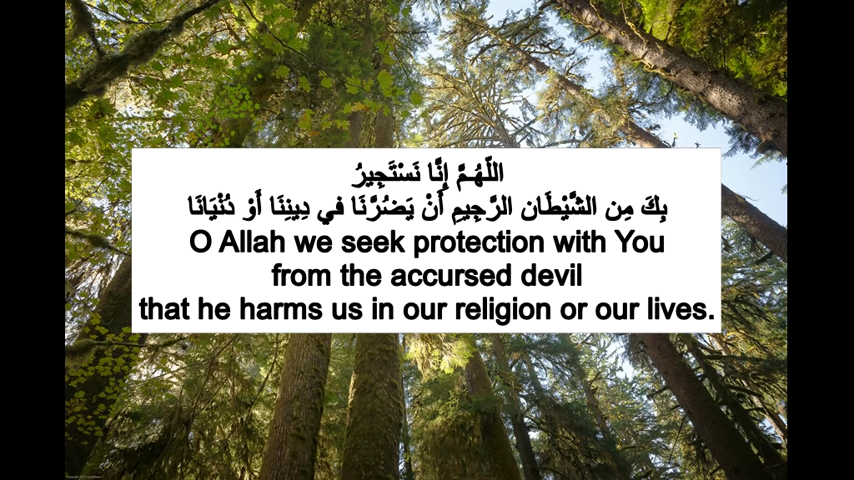 اللَّهُمَّ إِنَّا نَسْتَجِيرُ
بِكَ مِن الشَّيْطَان الرَّجِيمِ أَنْ يَضُرَّنَا في دِينِنَا أَوْ دُنْيَانَا
O Allah we seek protection with You
from the accursed devil
that he harms us in our religion or our lives.